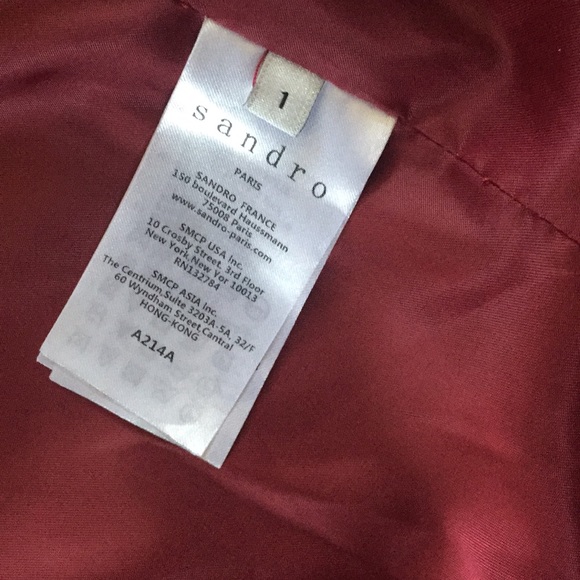 1
sandro
PARIS
SANDRO FRANCE
150 boulevard Haussmann
75008 Paris
www.sandro-paris.com
SMCP USA Inc.
10 Crosby Street, 3rd Floor
New York, New Yor 10013
RN132784
SMCP ASIA Inc.
The Centrium,Suite 3203A-5A, 32/F
60 Wyndham Street,Cantral
HONG-KONG
A214A